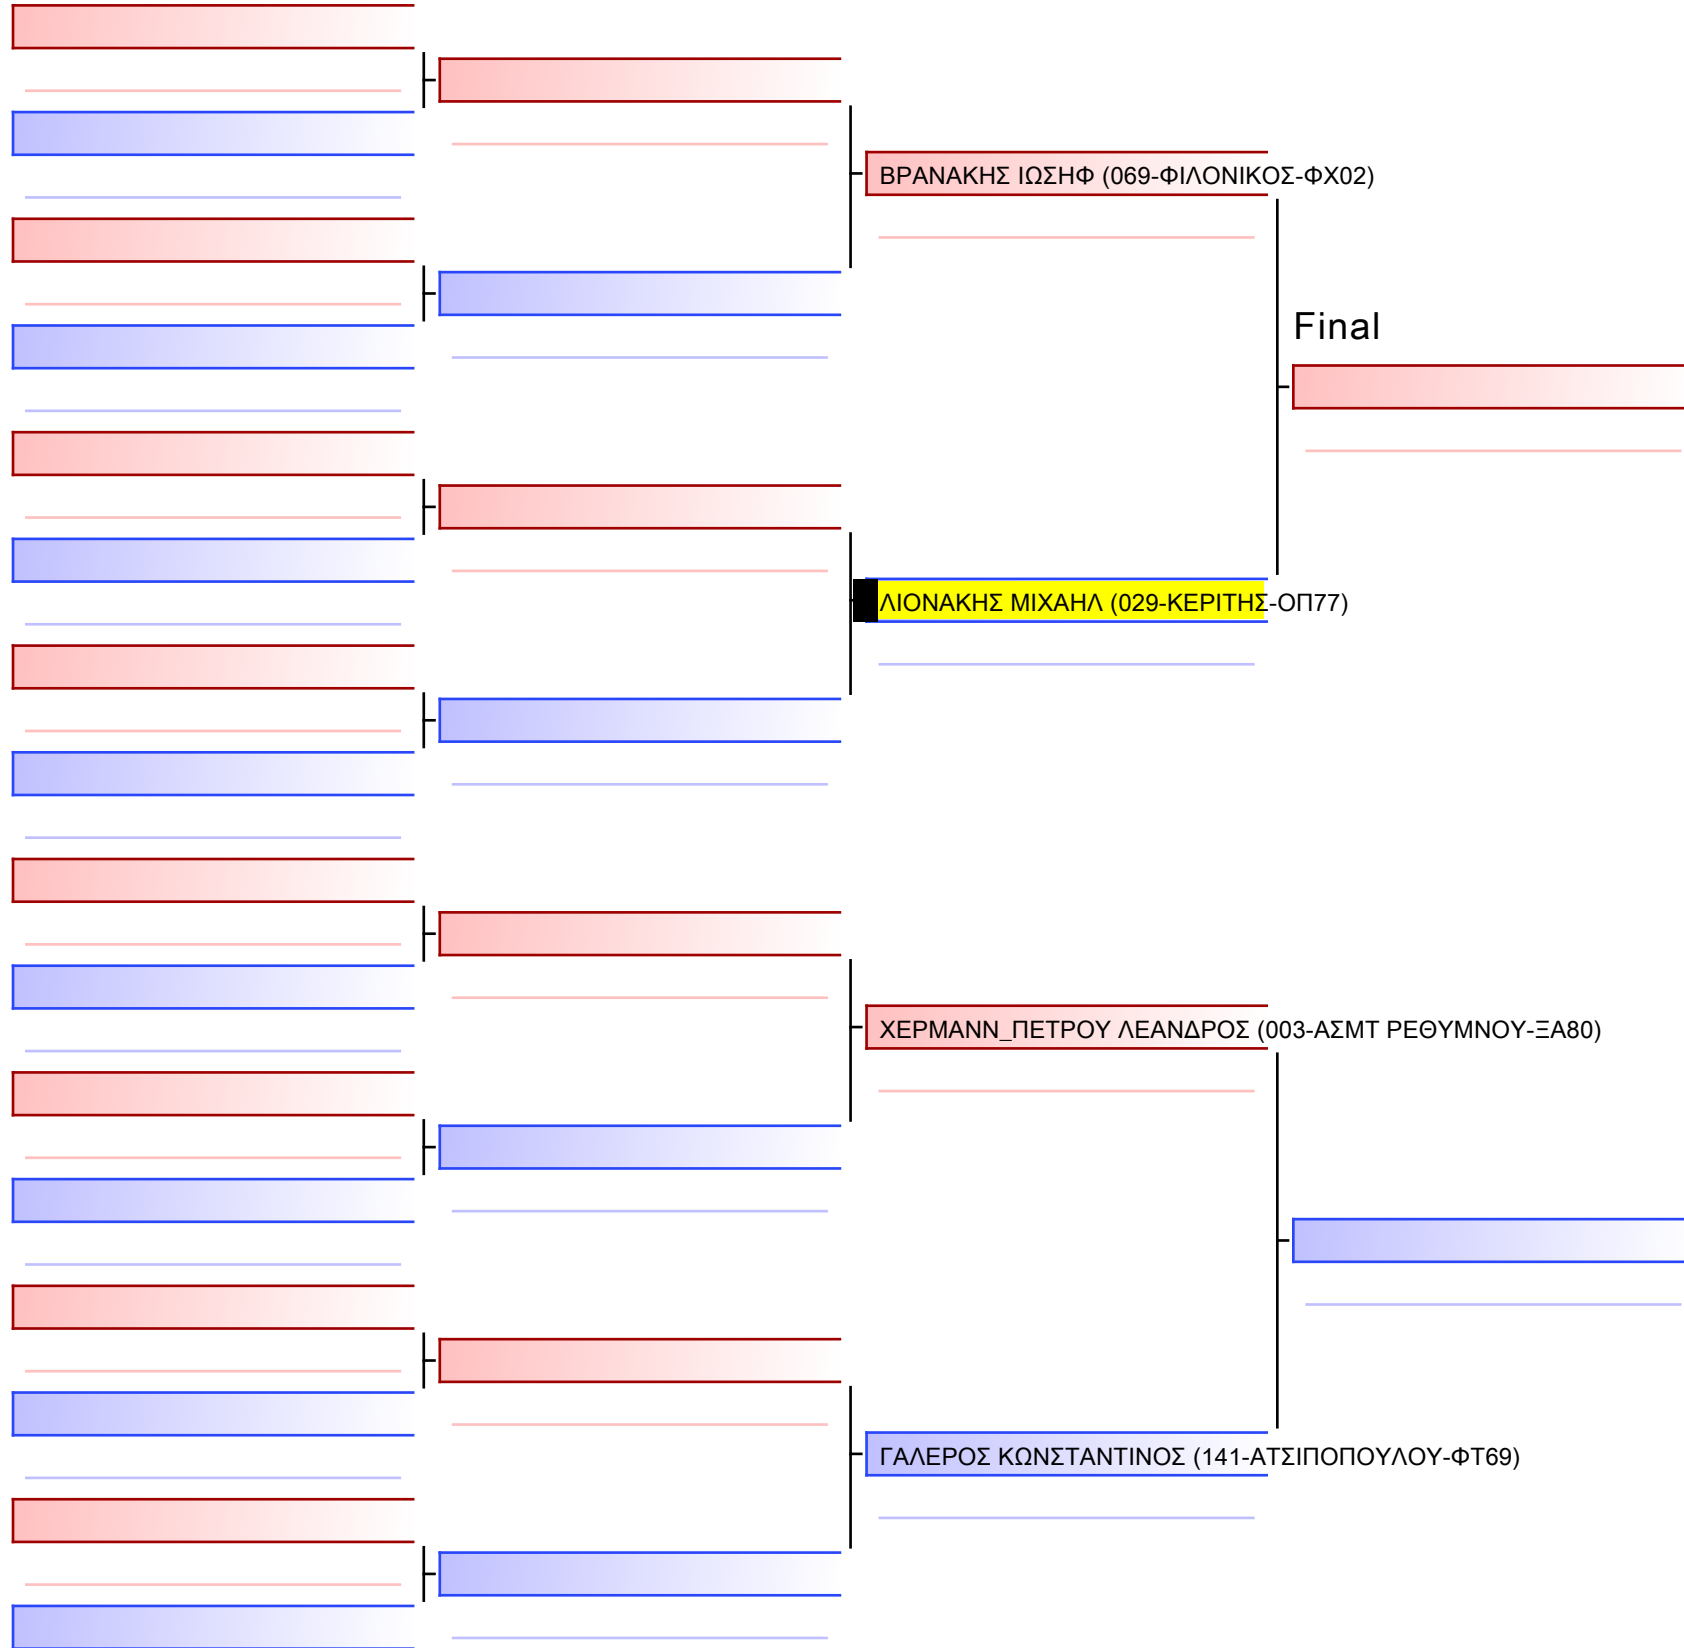 ΒΡΑΝΑΚΗΣ ΙΩΣΗΦ (069-ΦΙΛΟΝΙΚΟΣ-ΦΧ02)
Final
ΛΙΟΝΑΚΗΣ ΜΙΧΑΗΛ (029-ΚΕΡΙΤΗΣ-ΟΠ77)
ΧΕΡΜΑΝΝ_ΠΕΤΡΟΥ ΛΕΑΝΔΡΟΣ (003-ΑΣΜΤ ΡΕΘΥΜΝΟΥ-ΞΑ80)
ΓΑΛΕΡΟΣ ΚΩΝΣΤΑΝΤΙΝΟΣ (141-ΑΤΣΙΠΟΠΟΥΛΟΥ-ΦΤ69)